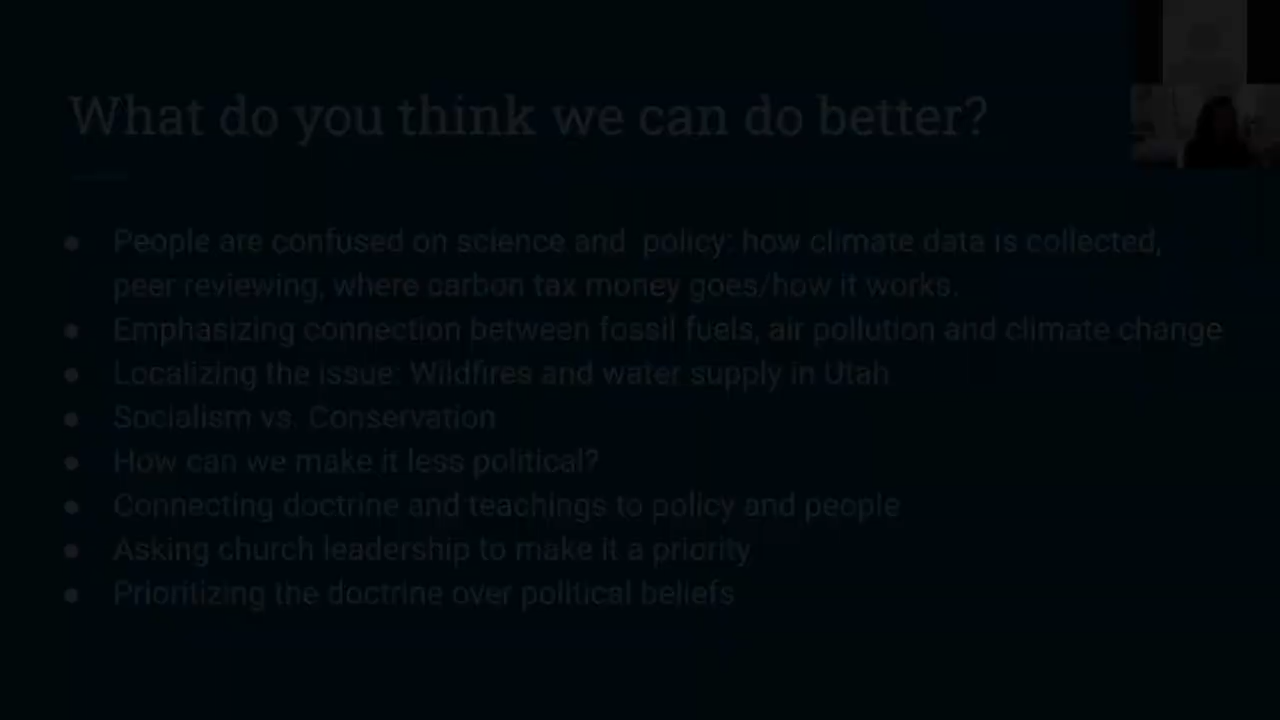 What do you think we can do better?
● People are confused on science and policy: how climate data is collected,
peer reviewing, where carbon tax money goes/how it works.
● Emphasizing connection between fossil fuels, air pollution and climate change
● Localizing the issue: Wildfires and water supply in Utah
● Socialism vs. Conservation
● How can we make it less political?
● Connecting doctrine and teachings to policy and people
● Asking church leadership to make it a priority
● Prioritizing the doctrine over political beliefs